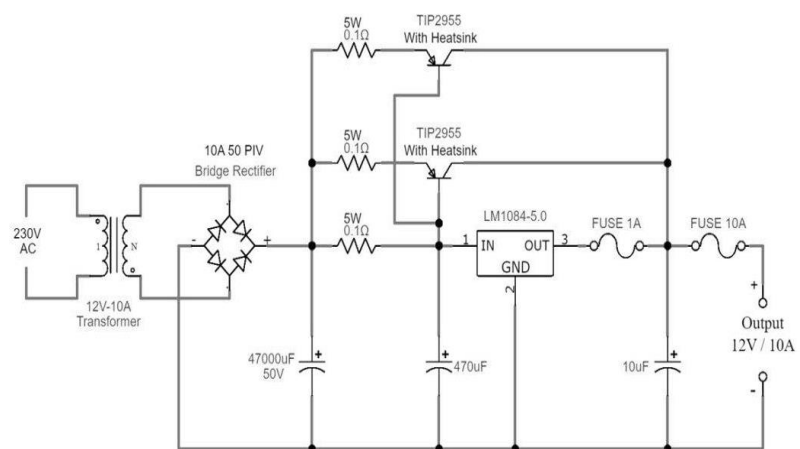 5W
0.1Ω
TIP2955
With Heatsink
5W
0.1Ω
TIP2955
With Heatsink
10A 50 PIV
Bridge Rectifier
5W
0.1Ω
LM1084-5.0
FUSE 1A
FUSE 10A
230V
AC
1
N
-
+
1
IN
OUT
3
GND
2
12V-10A
Transformer
47000uF
50V
+
+
470uF
10uF
+
+
Output
12V / 10A
-